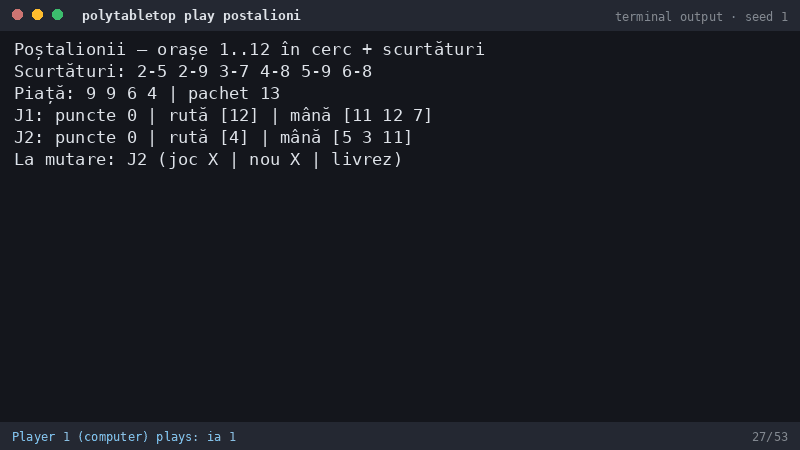 polytabletop play postalioni
terminal output · seed 1
Poștalionii — orașe 1..12 în cerc + scurtături
Scurtături: 2-5 2-9 3-7 4-8 5-9 6-8
Piață: 9 9 6 4 | pachet 13
J1: puncte 0 | rută [12] | mână [11 12 7]
J2: puncte 0 | rută [4] | mână [5 3 11]
La mutare: J2 (joc X | nou X | livrez)
Player 1 (computer) plays: ia 1
27/53